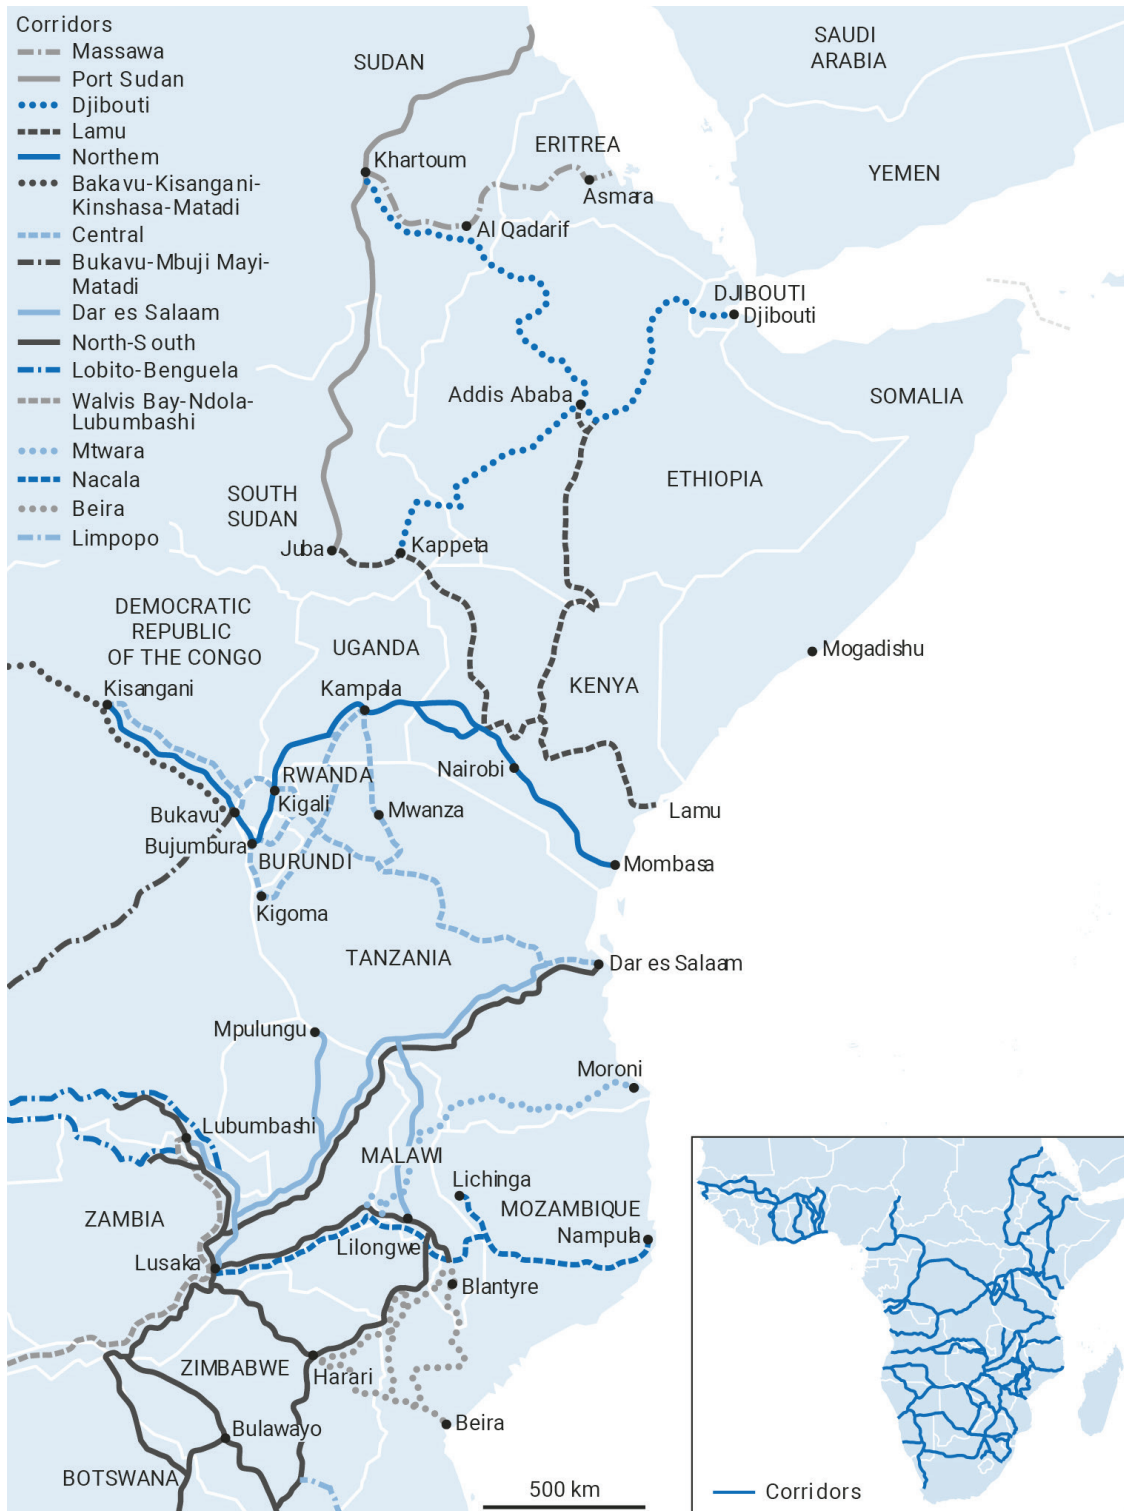 Corridors
Massawa
Port Sudan
Djibouti
Lamu
Northem
Bakavu-Kisangani-
Kinshasa-Matadi
Central
Bukavu-Mbuji Mayi-
Matadi
Dar es Salaam
North-South
Lobito-Benguela
Walvis Bay-Ndola-
Lubumbashi
Mtwara
Nacala
Beira
Limpopo
SUDAN
SAUDI
ARABIA
ERITREA
YEMEN
Khartoum
Asmara
Al Qadarif
DJIBOUTI
Djibouti
Addis Ababa
SOMALIA
ETHIOPIA
SOUTH
SUDAN
Juba
Kappeta
DEMOCRATIC
REPUBLIC
OF THE CONGO
UGANDA
Mogadishu
Kisangani
Kampala
KENYA
Nairobi
RWANDA
Kigali
Mwanza
Lamu
Bukavu
Bujumbura
BURUNDI
Mombasa
Kigoma
TANZANIA
Dar es Salaam
Mpulungu
Moroni
Lubumbashi
MALAWI
Lichinga
ZAMBIA
MOZAMBIQUE
Nampula
Lilongwe
Lusaka
Blantyre
ZIMBABWE
Harari
Beira
Bulawayo
BOTSWANA
500 km
Corridors